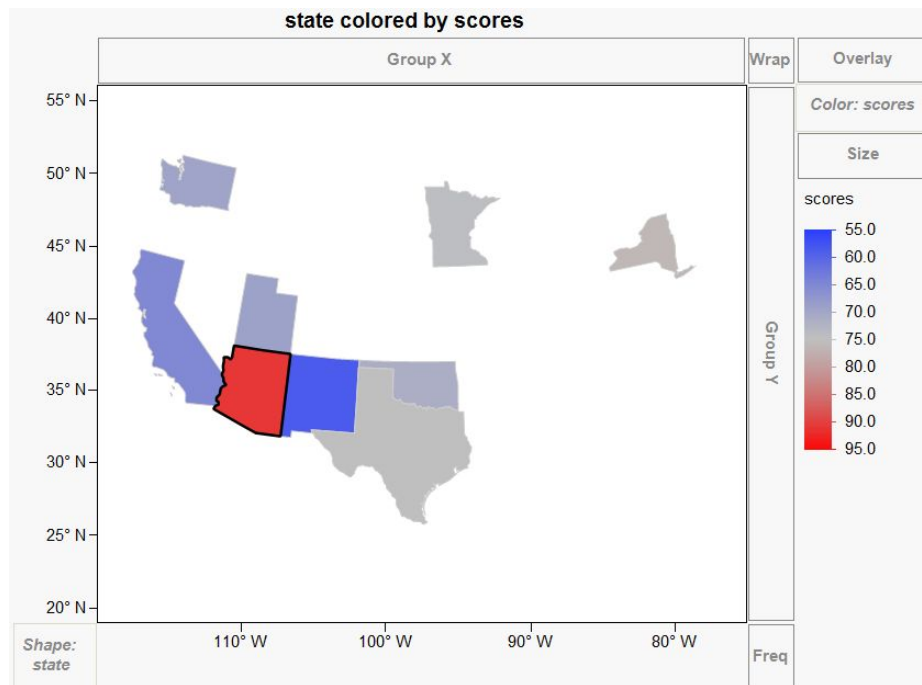 state colored by scores
Group X
Wrap
Overlay
Color: scores
Size
scores
55.0
60.0
65.0
70.0
75.0
80.0
85.0
90.0
95.0
55° N
50° N
45° N
40° N
35° N
30° N
25° N
20° N
Group Y
110° W
100° W
90° W
80° W
Shape:
state
Freq